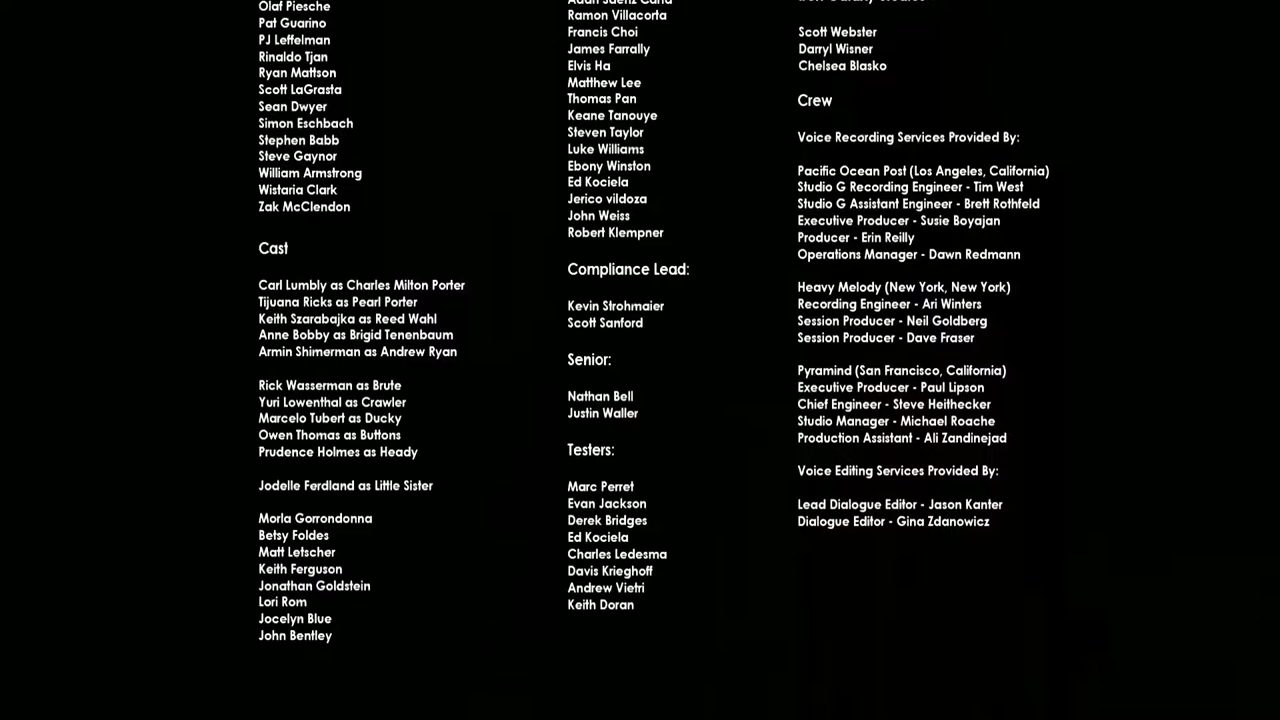 Olaf Piesche
Pat Guarino
PJ Leffelman
Rinaldo Tjan
Ryan Mattson
Scott LaGrasta
Sean Dwyer
Simon Eschbach
Stephen Babb
Steve Gaynor
William Armstrong
Wistaria Clark
Zak McClendon
Cast
Carl Lumbly as Charles Milton Porter
Tijuana Ricks as Pearl Porter
Keith Szarabajka as Reed Wahl
Anne Bobby as Brigid Tenenbaum
Armin Shimerman as Andrew Ryan
Rick Wasserman as Brute
Yuri Lowenthal as Crawler
Marcelo Tubert as Ducky
Owen Thomas as Buttons
Prudence Holmes as Heady
Jodelle Ferdland as Little Sister
Morla Gorrondonna
Betsy Foldes
Matt Letscher
Keith Ferguson
Jonathan Goldstein
Lori Rom
Jocelyn Blue
John Bentley
Ramon Villacorta
Francis Choi
James Farrally
Elvis Ha
Matthew Lee
Thomas Pan
Keane Tanouye
Steven Taylor
Luke Williams
Ebony Winston
Ed Kociela
Jerico vildoza
John Weiss
Robert Klempner
Compliance Lead:
Kevin Strohmaier
Scott Sanford
Senior:
Nathan Bell
Justin Waller
Testers:
Marc Perret
Evan Jackson
Derek Bridges
Ed Kociela
Charles Ledesma
Davis Krieghoff
Andrew Vietri
Keith Doran
Scott Webster
Darryl Wisner
Chelsea Blasko
Crew
Voice Recording Services Provided By:
Pacific Ocean Post (Los Angeles, California)
Studio G Recording Engineer - Tim West
Studio G Assistant Engineer - Brett Rothfeld
Executive Producer - Susie Boyajan
Producer - Erin Reilly
Operations Manager - Dawn Redmann
Heavy Melody (New York, New York)
Recording Engineer - Ari Winters
Session Producer - Neil Goldberg
Session Producer - Dave Fraser
Pyramind (San Francisco, California)
Executive Producer - Paul Lipson
Chief Engineer - Steve Heithecker
Studio Manager - Michael Roache
Production Assistant - Ali Zandinejad
Voice Editing Services Provided By:
Lead Dialogue Editor - Jason Kanter
Dialogue Editor - Gina Zdanowicz